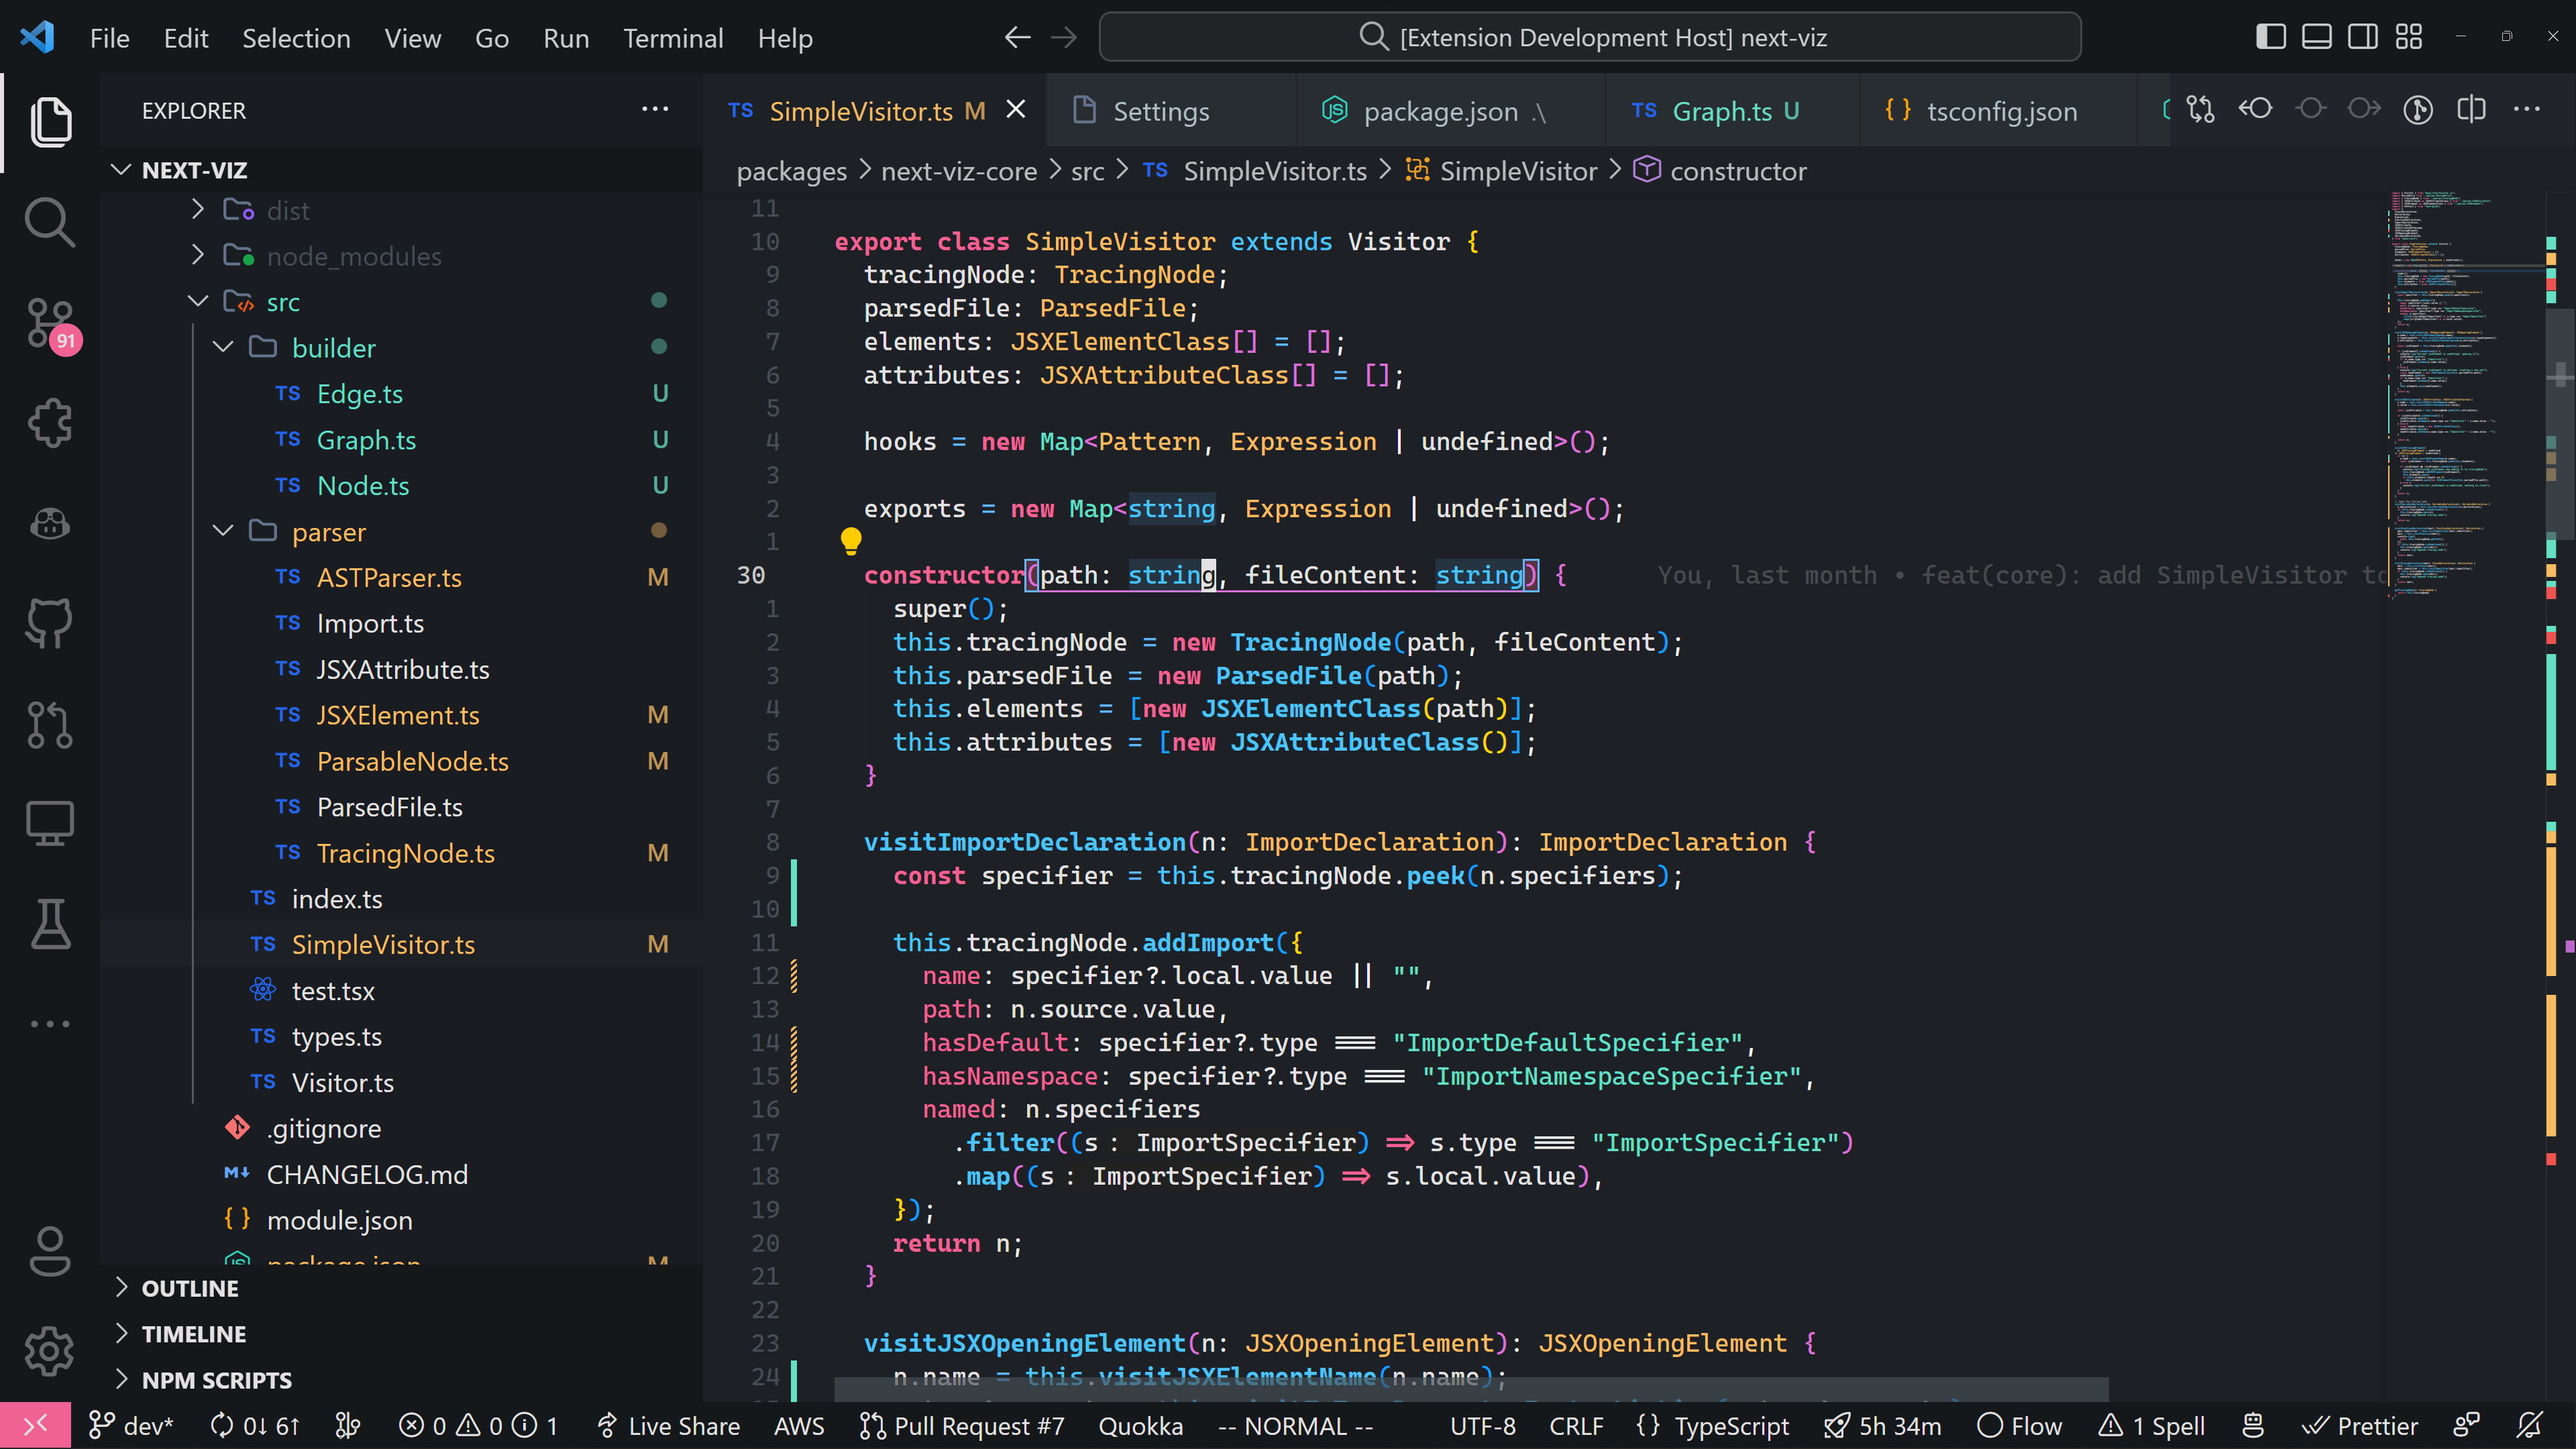 File Edit Selection View Go Run Terminal Help
[Extension Development Host] next-viz
EXPLORER
NEXT-VIZ
dist
node_modules
src
builder
TS Edge.ts U
TS Graph.ts U
TS Node.ts U
parser
TS ASTParser.ts M
TS Import.ts
TS JSXAttribute.ts
TS JSXElement.ts M
TS ParsableNode.ts M
TS ParsedFile.ts
TS TracingNode.ts M
TS index.ts
TS SimpleVisitor.ts M
test.tsx
TS types.ts
TS Visitor.ts
.gitignore
M↓ CHANGELOG.md
{} module.json
package.json M
OUTLINE
TIMELINE
NPM SCRIPTS
91
TS SimpleVisitor.ts M Settings package.json .\ TS Graph.ts U {} tsconfig.json
packages > next-viz-core > src > TS SimpleVisitor.ts > SimpleVisitor > constructor
11
10 export class SimpleVisitor extends Visitor {
9 tracingNode: TracingNode;
8 parsedFile: ParsedFile;
7 elements: JSXElementClass[] = [];
6 attributes: JSXAttributeClass[] = [];
5
4 hooks = new Map<Pattern, Expression | undefined>();
3
2 exports = new Map<string, Expression | undefined>();
1
30 constructor(path: string, fileContent: string) { You, last month • feat(core): add SimpleVisitor to
1 super();
2 this.tracingNode = new TracingNode(path, fileContent);
3 this.parsedFile = new ParsedFile(path);
4 this.elements = [new JSXElementClass(path)];
5 this.attributes = [new JSXAttributeClass()];
6 }
7
8 visitImportDeclaration(n: ImportDeclaration): ImportDeclaration {
9 const specifier = this.tracingNode.peek(n.specifiers);
10
11 this.tracingNode.addImport({
12 name: specifier?.local.value || "",
13 path: n.source.value,
14 hasDefault: specifier?.type === "ImportDefaultSpecifier",
15 hasNamespace: specifier?.type === "ImportNamespaceSpecifier",
16 named: n.specifiers
17 .filter((s : ImportSpecifier) => s.type === "ImportSpecifier")
18 .map((s : ImportSpecifier) => s.local.value),
19 });
20 return n;
21 }
22
23 visitJSXOpeningElement(n: JSXOpeningElement): JSXOpeningElement {
24 n.name = this.visitJSXElementName(n.name);
dev* 0↓ 6↑ 0 0 1 Live Share AWS Pull Request #7 Quokka -- NORMAL -- UTF-8 CRLF {} TypeScript 5h 34m Flow 1 Spell Prettier